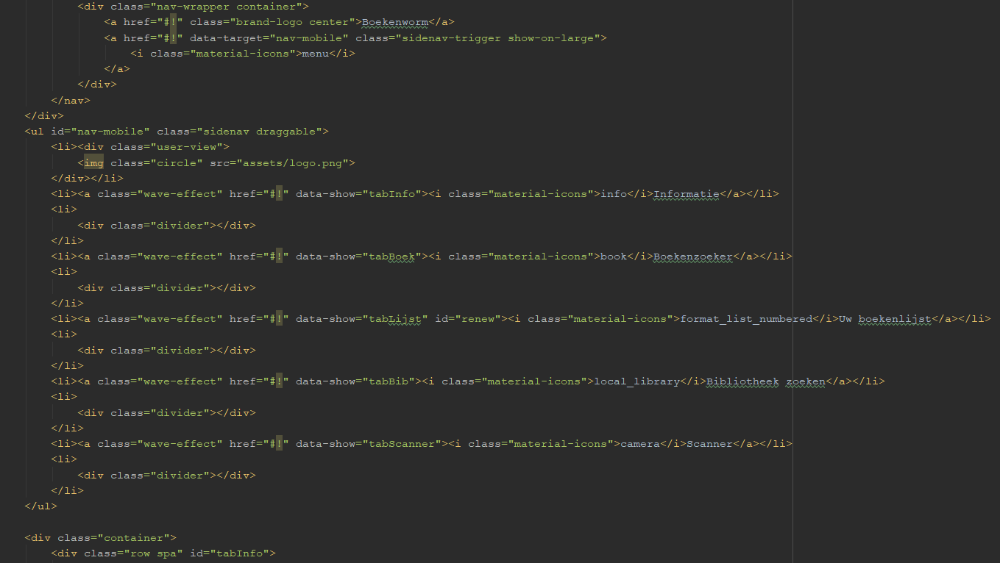 <div class="nav-wrapper container">
<a href="#!" class="brand-logo center">Boekenworm</a>
<a href="#!" data-target="nav-mobile" class="sidenav-trigger show-on-large">
<i class="material-icons">menu</i>
</a>
</div>
</nav>
</div>
<ul id="nav-mobile" class="sidenav draggable">
<li><div class="user-view">
<img class="circle" src="assets/logo.png">
</div></li>
<li><a class="wave-effect" href="#!" data-show="tabInfo"><i class="material-icons">info</i>Informatie</a></li>
<li>
<div class="divider"></div>
</li>
<li><a class="wave-effect" href="#!" data-show="tabBoek"><i class="material-icons">book</i>Boekenzoeker</a></li>
<li>
<div class="divider"></div>
</li>
<li><a class="wave-effect" href="#!" data-show="tabLijst" id="renew"><i class="material-icons">format_list_numbered</i>Uw boekenlijst</a></li>
<li>
<div class="divider"></div>
</li>
<li><a class="wave-effect" href="#!" data-show="tabBib"><i class="material-icons">local_library</i>Bibliotheek zoeken</a></li>
<li>
<div class="divider"></div>
</li>
<li><a class="wave-effect" href="#!" data-show="tabScanner"><i class="material-icons">camera</i>Scanner</a></li>
<li>
<div class="divider"></div>
</li>
</ul>
<div class="container">
<div class="row spa" id="tabInfo">